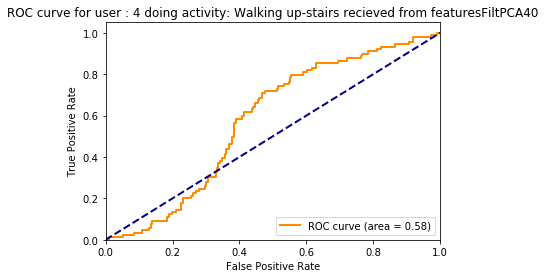 ROC curve for user : 4 doing activity: Walking up-stairs recieved from featuresFiltPCA40
1.0
0.8
0.6
0.4
0.2
0.0
True Positive Rate
ROC curve (area = 0.58)
0.0 0.2 0.4 0.6 0.8 1.0
False Positive Rate